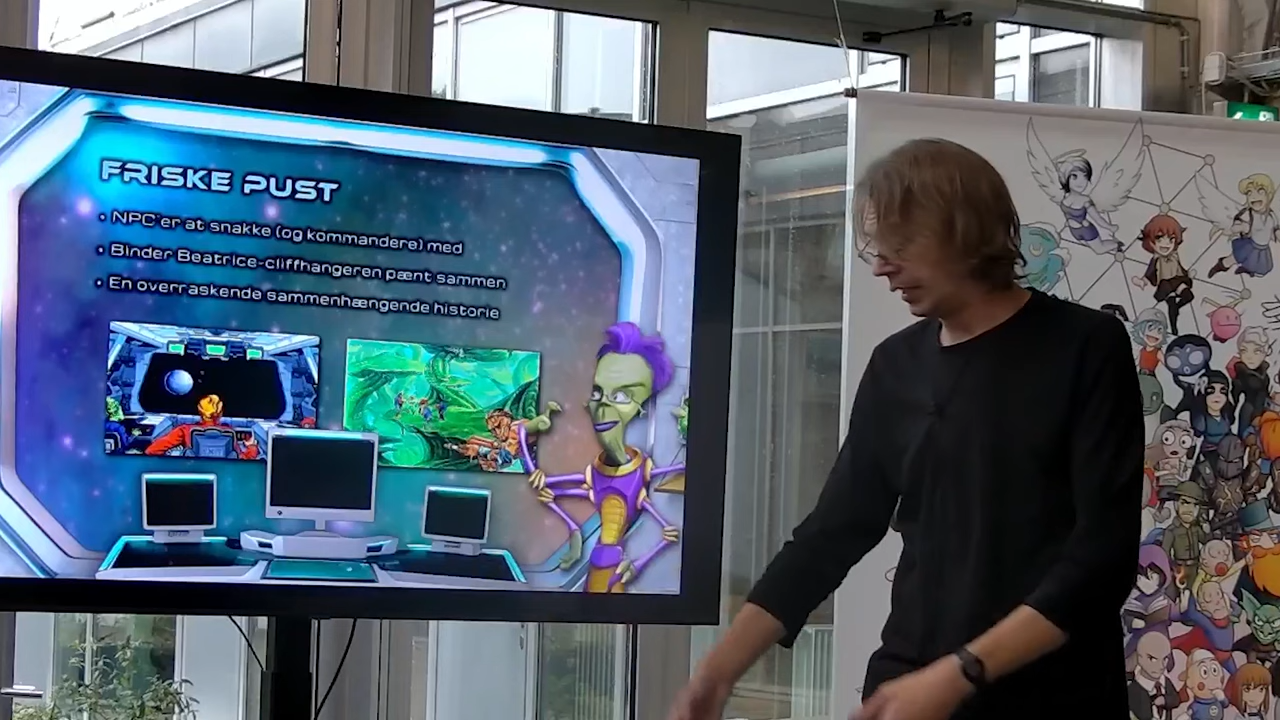 FRISKE PUST
• NPC'er at snakke (og kommandere) med
• Binder Beatrice-cliffhangeren pænt sammen
• En overraskende sammenhængende historie